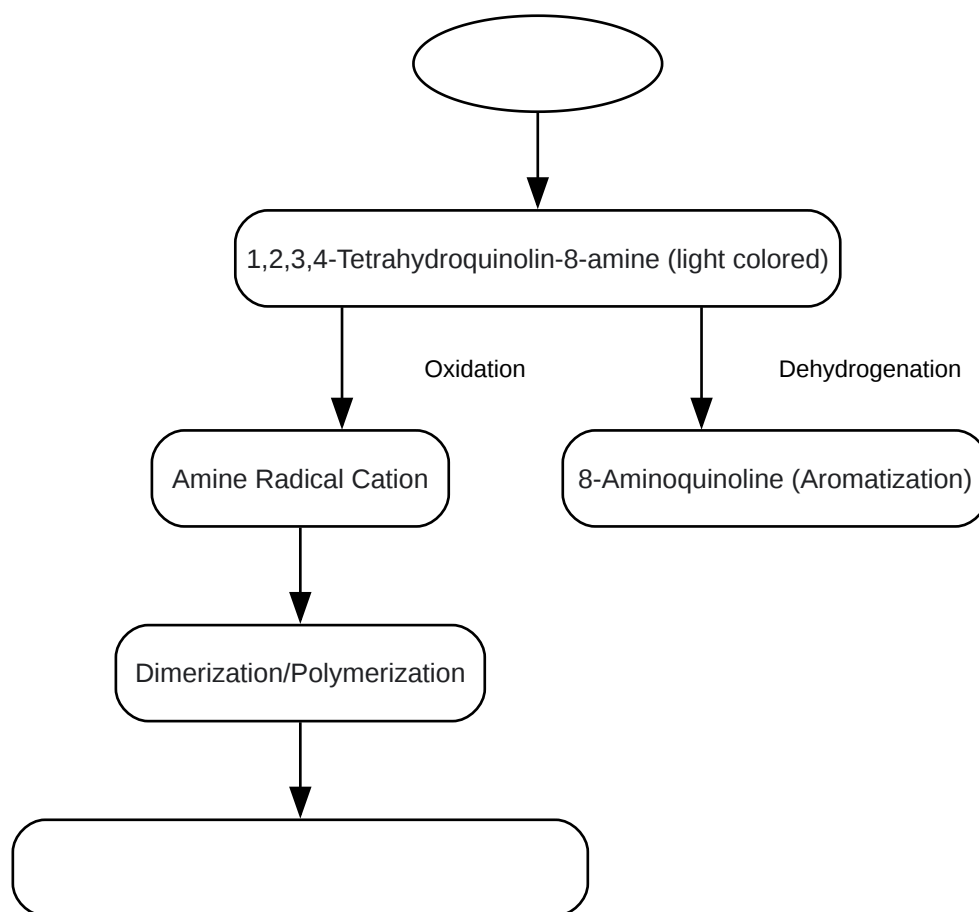 1,2,3,4-Tetrahydroquinolin-8-amine (light colored)
Oxidation
Dehydrogenation
Amine Radical Cation
8-Aminoquinoline (Aromatization)
Dimerization/Polymerization